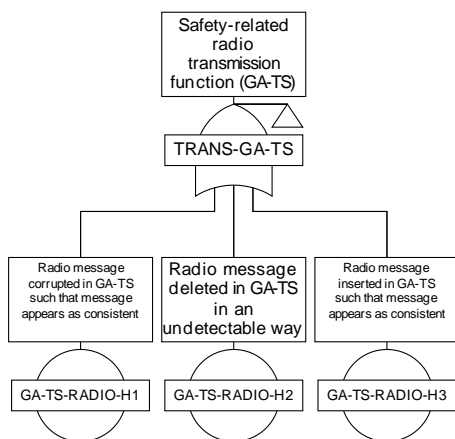 Safety-related
radio
transmission
function (GA-TS)
TRANS-GA-TS
Radio message
corrupted in GA-TS
such that message
appears as consistent
Radio message
deleted in GA-TS
in an
undetectable way
Radio message
inserted in GA-TS
such that message
appears as consistent
GA-TS-RADIO-H1
GA-TS-RADIO-H2
GA-TS-RADIO-H3